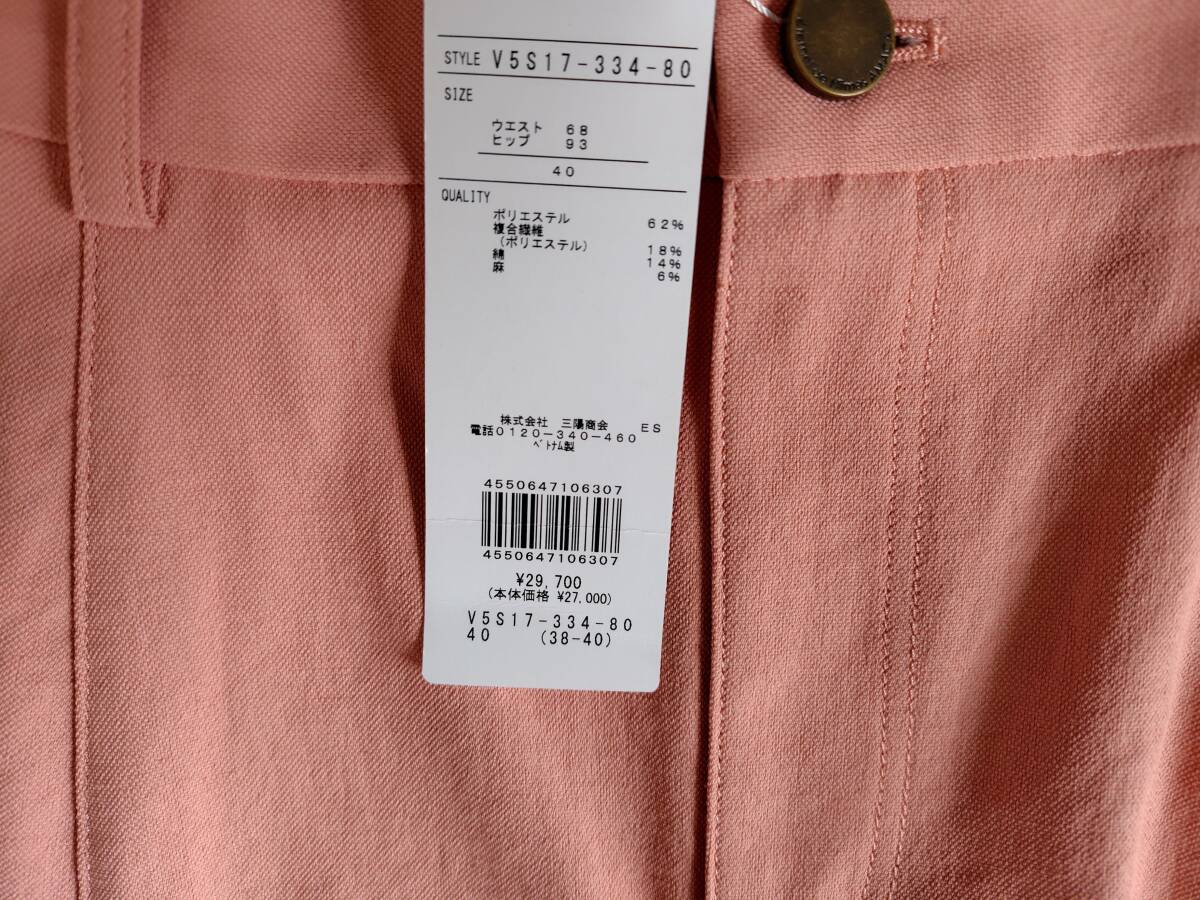 STYLE V5S17-334-80
SIZE
ウエスト 68
ヒップ 93
40
QUALITY
ポリエステル 62%
複合繊維
(ポリエステル) 18%
綿 14%
麻 6%
株式会社 三陽商会 ES
電話0120-340-460
ベトナム製
4550647106307
4550647106307
¥29,700
(本体価格 ¥27,000)
V5S17-334-80
40 (38-40)